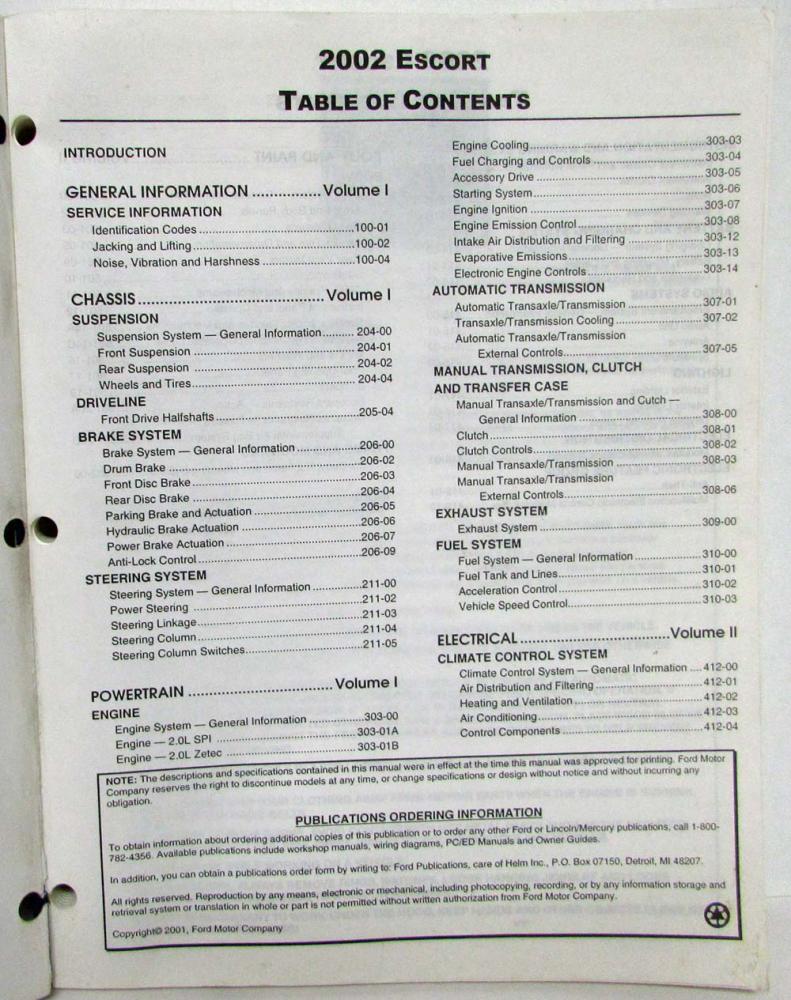 2002 ESCORT
TABLE OF CONTENTS
INTRODUCTION
GENERAL INFORMATION ............... Volume I
SERVICE INFORMATION
Identification Codes ............... 100-01
Jacking and Lifting ............... 100-02
Noise, Vibration and Harshness ............... 100-04
CHASSIS ............... Volume I
SUSPENSION
Suspension System — General Information .......... 204-00
Front Suspension ............... 204-01
Rear Suspension ............... 204-02
Wheels and Tires ............... 204-04
DRIVELINE
Front Drive Halfshafts ............... 205-04
BRAKE SYSTEM
Brake System — General Information ............... 206-00
Drum Brake ............... 206-02
Front Disc Brake ............... 206-03
Rear Disc Brake ............... 206-04
Parking Brake and Actuation ............... 206-05
Hydraulic Brake Actuation ............... 206-06
Power Brake Actuation ............... 206-07
Anti-Lock Control ............... 206-09
STEERING SYSTEM
Steering System — General Information ............... 211-00
Power Steering ............... 211-02
Steering Linkage ............... 211-03
Steering Column ............... 211-04
Steering Column Switches ............... 211-05
POWERTRAIN ............... Volume I
ENGINE
Engine System — General Information ............... 303-00
Engine — 2.0L SPI ............... 303-01A
Engine — 2.0L Zetec ............... 303-01B
Engine Cooling ............... 303-03
Fuel Charging and Controls ............... 303-04
Accessory Drive ............... 303-05
Starting System ............... 303-06
Engine Ignition ............... 303-07
Engine Emission Control ............... 303-08
Intake Air Distribution and Filtering ............... 303-12
Evaporative Emissions ............... 303-13
Electronic Engine Controls ............... 303-14
AUTOMATIC TRANSMISSION
Automatic Transaxle/Transmission ............... 307-01
Transaxle/Transmission Cooling ............... 307-02
Automatic Transaxle/Transmission
External Controls ............... 307-05
MANUAL TRANSMISSION, CLUTCH
AND TRANSFER CASE
Manual Transaxle/Transmission and Cutch —
General Information ............... 308-00
Clutch ............... 308-01
Clutch Controls ............... 308-02
Manual Transaxle/Transmission ............... 308-03
Manual Transaxle/Transmission
External Controls ............... 308-06
EXHAUST SYSTEM
Exhaust System ............... 309-00
FUEL SYSTEM
Fuel System — General Information ............... 310-00
Fuel Tank and Lines ............... 310-01
Acceleration Control ............... 310-02
Vehicle Speed Control ............... 310-03
ELECTRICAL ............... Volume II
CLIMATE CONTROL SYSTEM
Climate Control System — General Information .... 412-00
Air Distribution and Filtering ............... 412-01
Heating and Ventilation ............... 412-02
Air Conditioning ............... 412-03
Control Components ............... 412-04
NOTE: The descriptions and specifications contained in this manual were in effect at the time this manual was approved for printing. Ford Motor
Company reserves the right to discontinue models at any time, or change specifications or design without notice and without incurring any
obligation.
PUBLICATIONS ORDERING INFORMATION
To obtain information about ordering additional copies of this publication or to order any other Ford or Lincoln/Mercury publications, call 1-800-
782-4356. Available publications include workshop manuals, wiring diagrams, PC/ED Manuals and Owner Guides.
In addition, you can obtain a publications order form by writing to: Ford Publications, care of Helm Inc., P.O. Box 07150, Detroit, MI 48207.
All rights reserved. Reproduction by any means, electronic or mechanical, including photocopying, recording, or by any information storage and
retrieval system or translation in whole or part is not permitted without written authorization from Ford Motor Company.
Copyright© 2001, Ford Motor Company